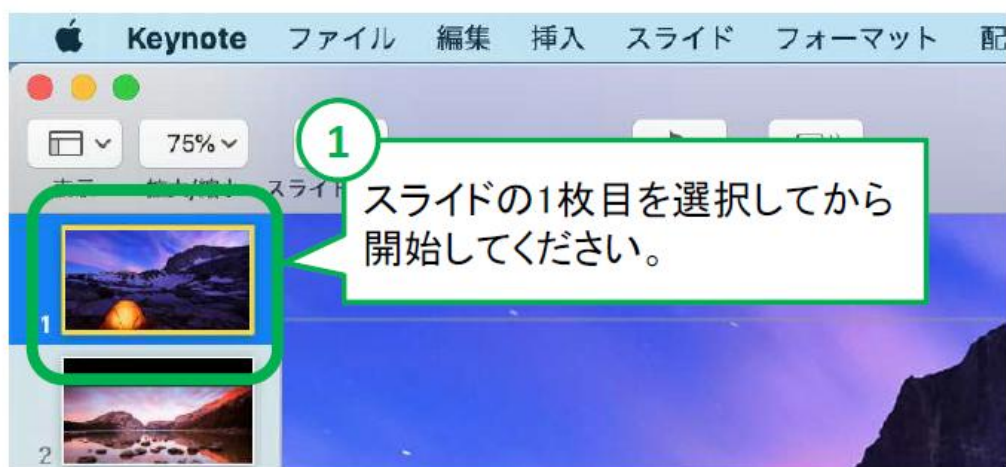 Keynote ファイル 編集 挿入 スライド フォーマット 配
75%
1
スライドの1枚目を選択してから
開始してください。
1
2